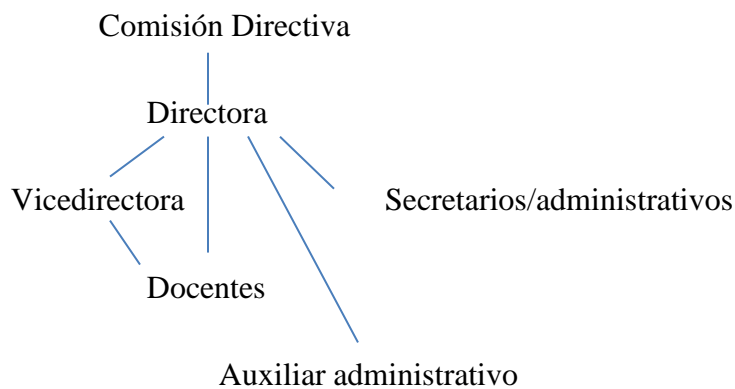 Comisión Directiva
Directora
Vicedirectora
Secretarios/administrativos
Docentes
Auxiliar administrativo